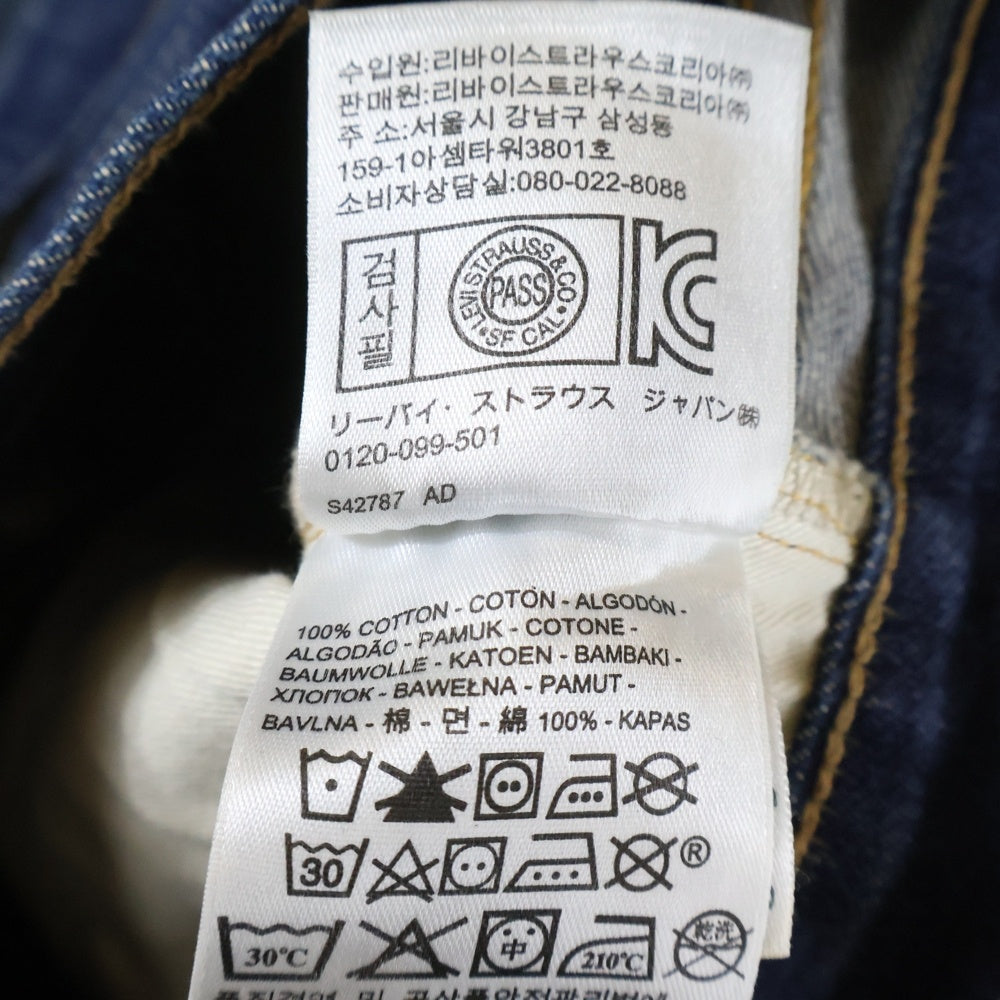 수입원:리바이스트라우스코리아㈜
판매원:리바이스트라우스코리아㈜
주 소:서울시 강남구 삼성동
159-1아셈타워3801호
소비자상담실:080-022-8088
검사필
LEVI STRAUSS & CO
PASS
SF CAL
KC
リーバイ・ストラウス ジャパン㈱
0120-099-501
S42787 AD
100% COTTON - COTON - ALGODÓN -
ALGODÃO - PAMUK - COTONE -
BAUMWOLLE - KATOEN - BAMBAKI -
ХЛОПОК - BAWEŁNA - PAMUT -
BAVLNA - 棉 - 면 - 綿 100% - KAPAS
30 ®
30°C 中 210°C 乾洗